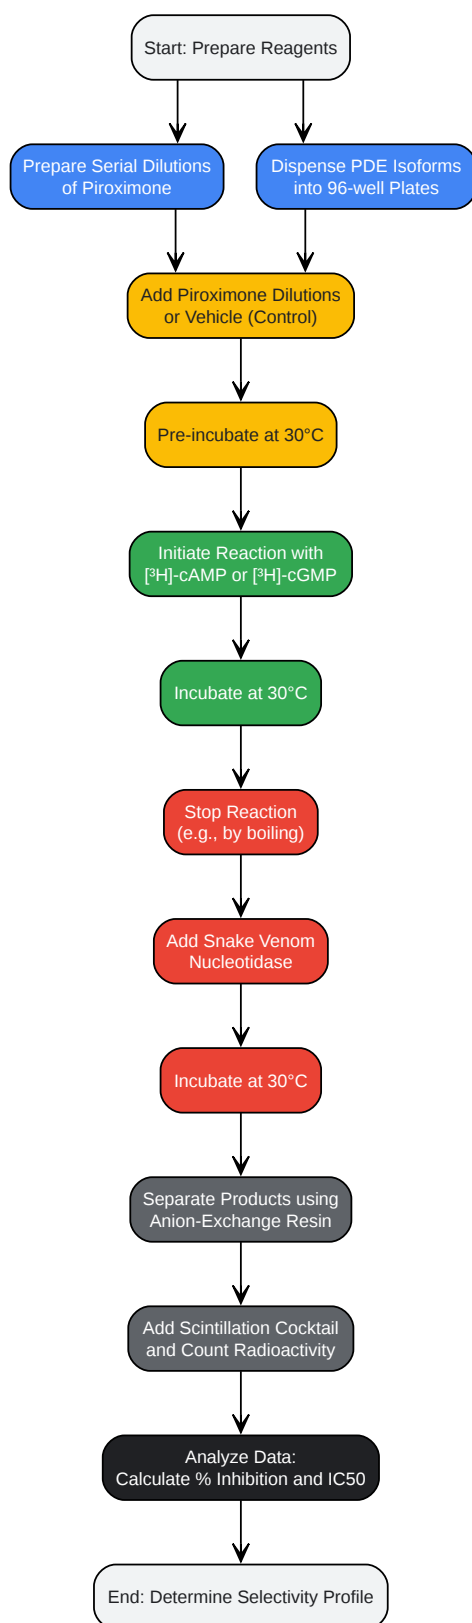 Start: Prepare Reagents
Prepare Serial Dilutions
of Piroximone
Dispense PDE Isoforms
into 96-well Plates
Add Piroximone Dilutions
or Vehicle (Control)
Pre-incubate at 30°C
Initiate Reaction with
[³H]-cAMP or [³H]-cGMP
Incubate at 30°C
Stop Reaction
(e.g., by boiling)
Add Snake Venom
Nucleotidase
Incubate at 30°C
Separate Products using
Anion-Exchange Resin
Add Scintillation Cocktail
and Count Radioactivity
Analyze Data:
Calculate % Inhibition and IC50
End: Determine Selectivity Profile